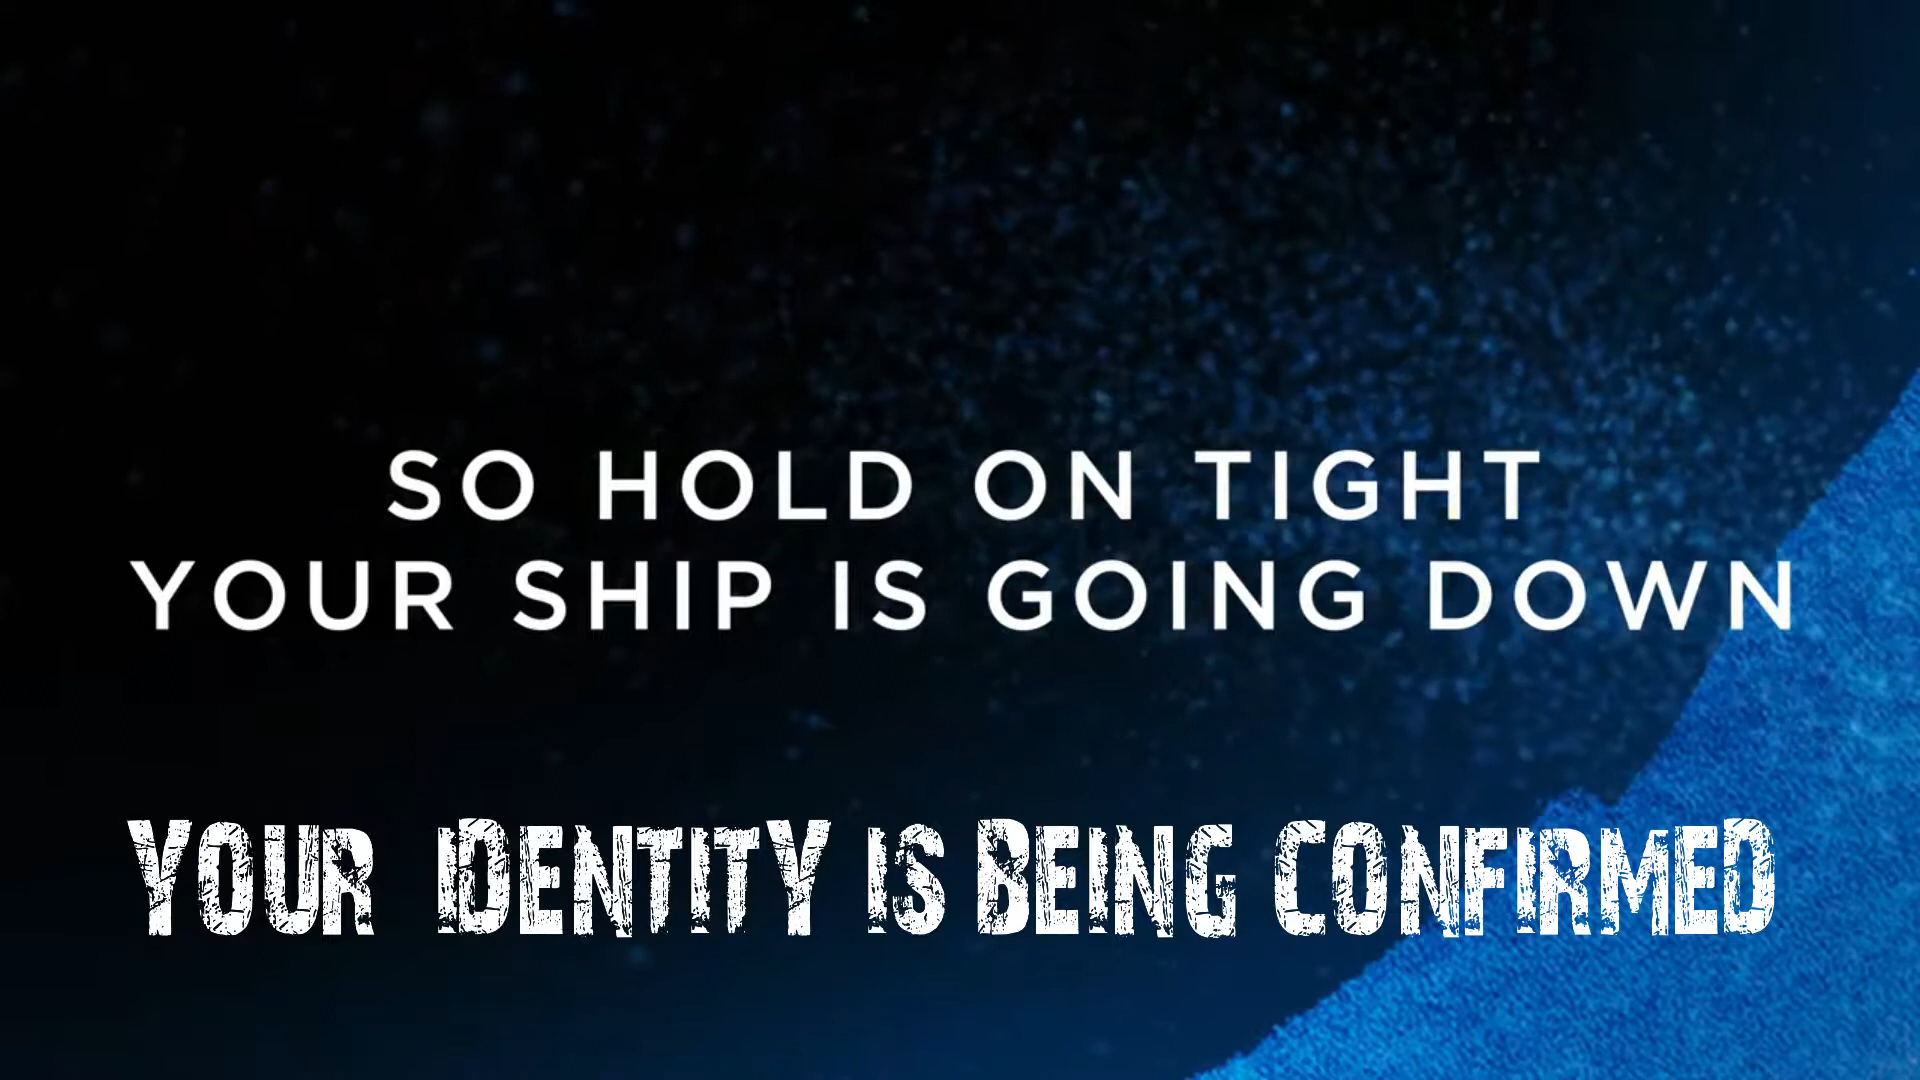 SO HOLD ON TIGHT
YOUR SHIP IS GOING DOWN
YOUR IDENTITY IS BEING CONFIRMED